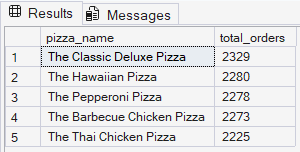 Results Messages
pizza_name total_orders
1 The Classic Deluxe Pizza 2329
2 The Hawaiian Pizza 2280
3 The Pepperoni Pizza 2278
4 The Barbecue Chicken Pizza 2273
5 The Thai Chicken Pizza 2225